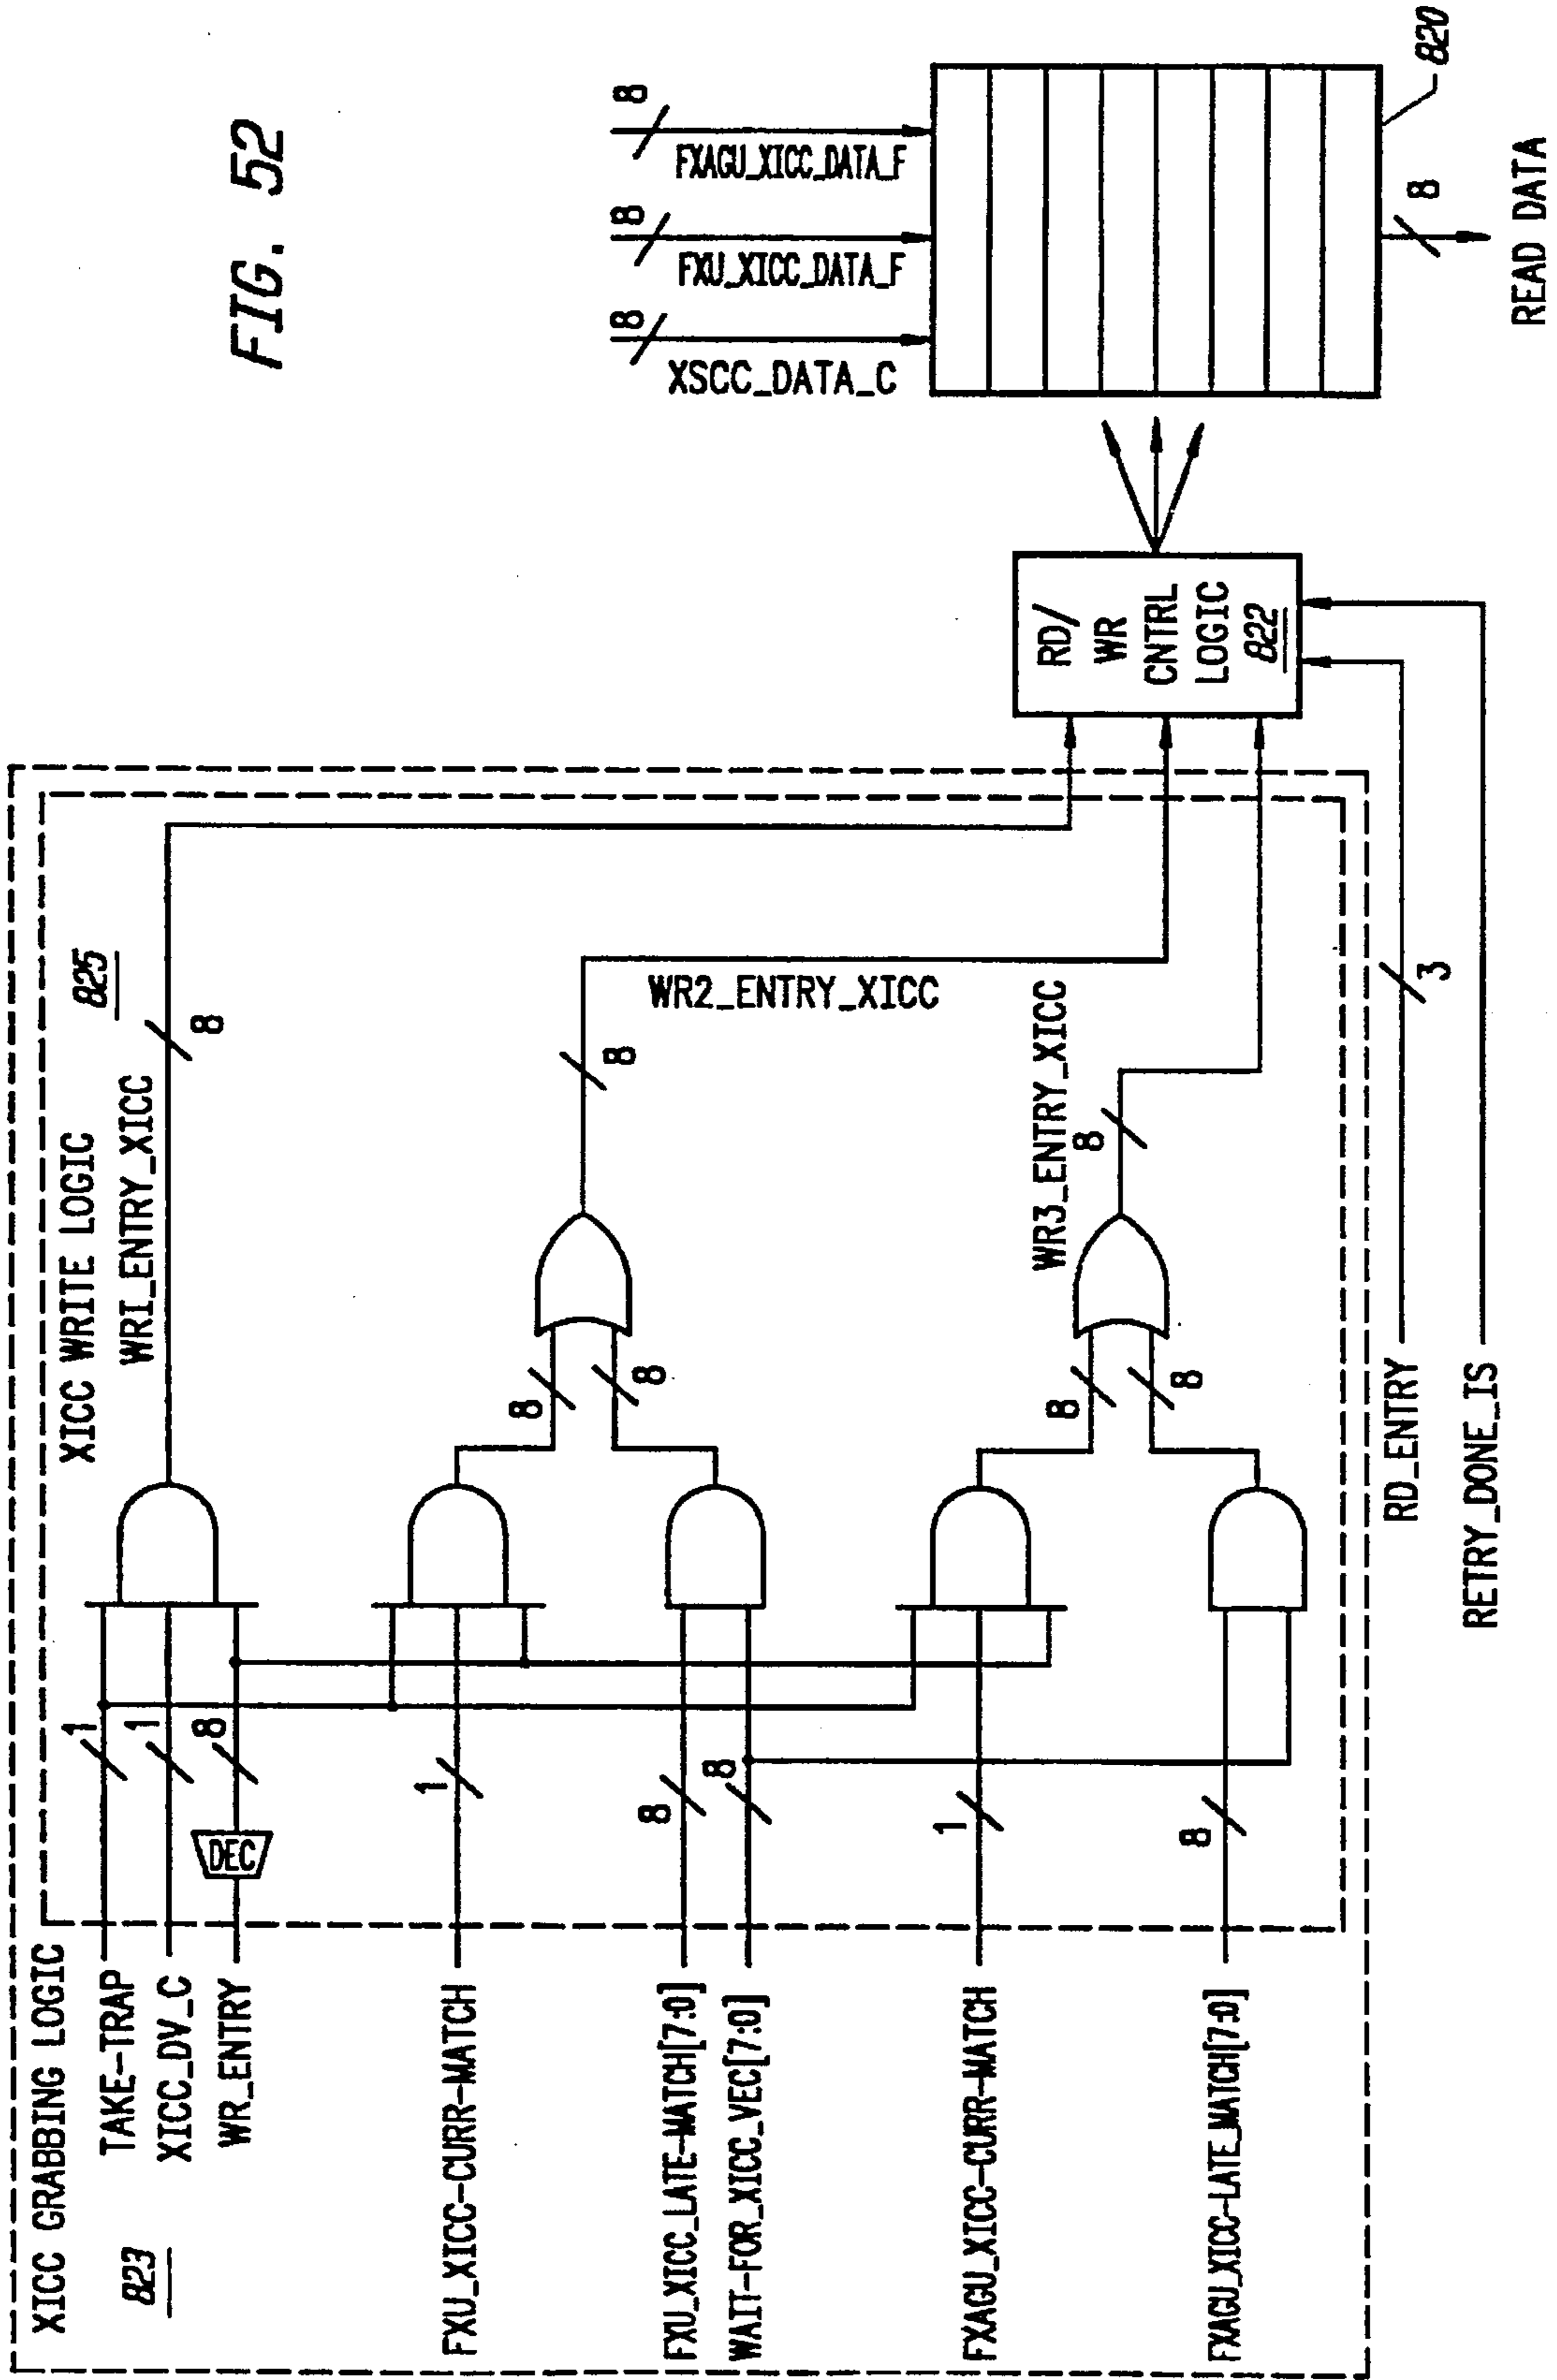 FIG. 52
XICC GRABBING LOGIC
823
XICC WRITE LOGIC
825
TAKE-TRAP
1
XICC_DV_C
1
WR_ENTRY
DEC
8
WRI_ENTRY_XICC
8
FXU_XICC-CURR-MATCH
1
FXU_XICC_LATE-MATCH[7:0]
8
WAIT-FOR_XICC_VEC[7:0]
8
8
8
8
WR2_ENTRY_XICC
FXAGU_XICC-CURR-MATCH
1
FXAGU_XICC-LATE_MATCH[7:0]
8
8
8
8
WR3_ENTRY_XICC
RD_ENTRY
3
RETRY_DONE_IS
RD/
WR
CNTRL
LOGIC
822
XSCC_DATA_C
8
FXU_XICC_DATA_F
8
FXAGU_XICC_DATA_F
8
820
8
READ DATA